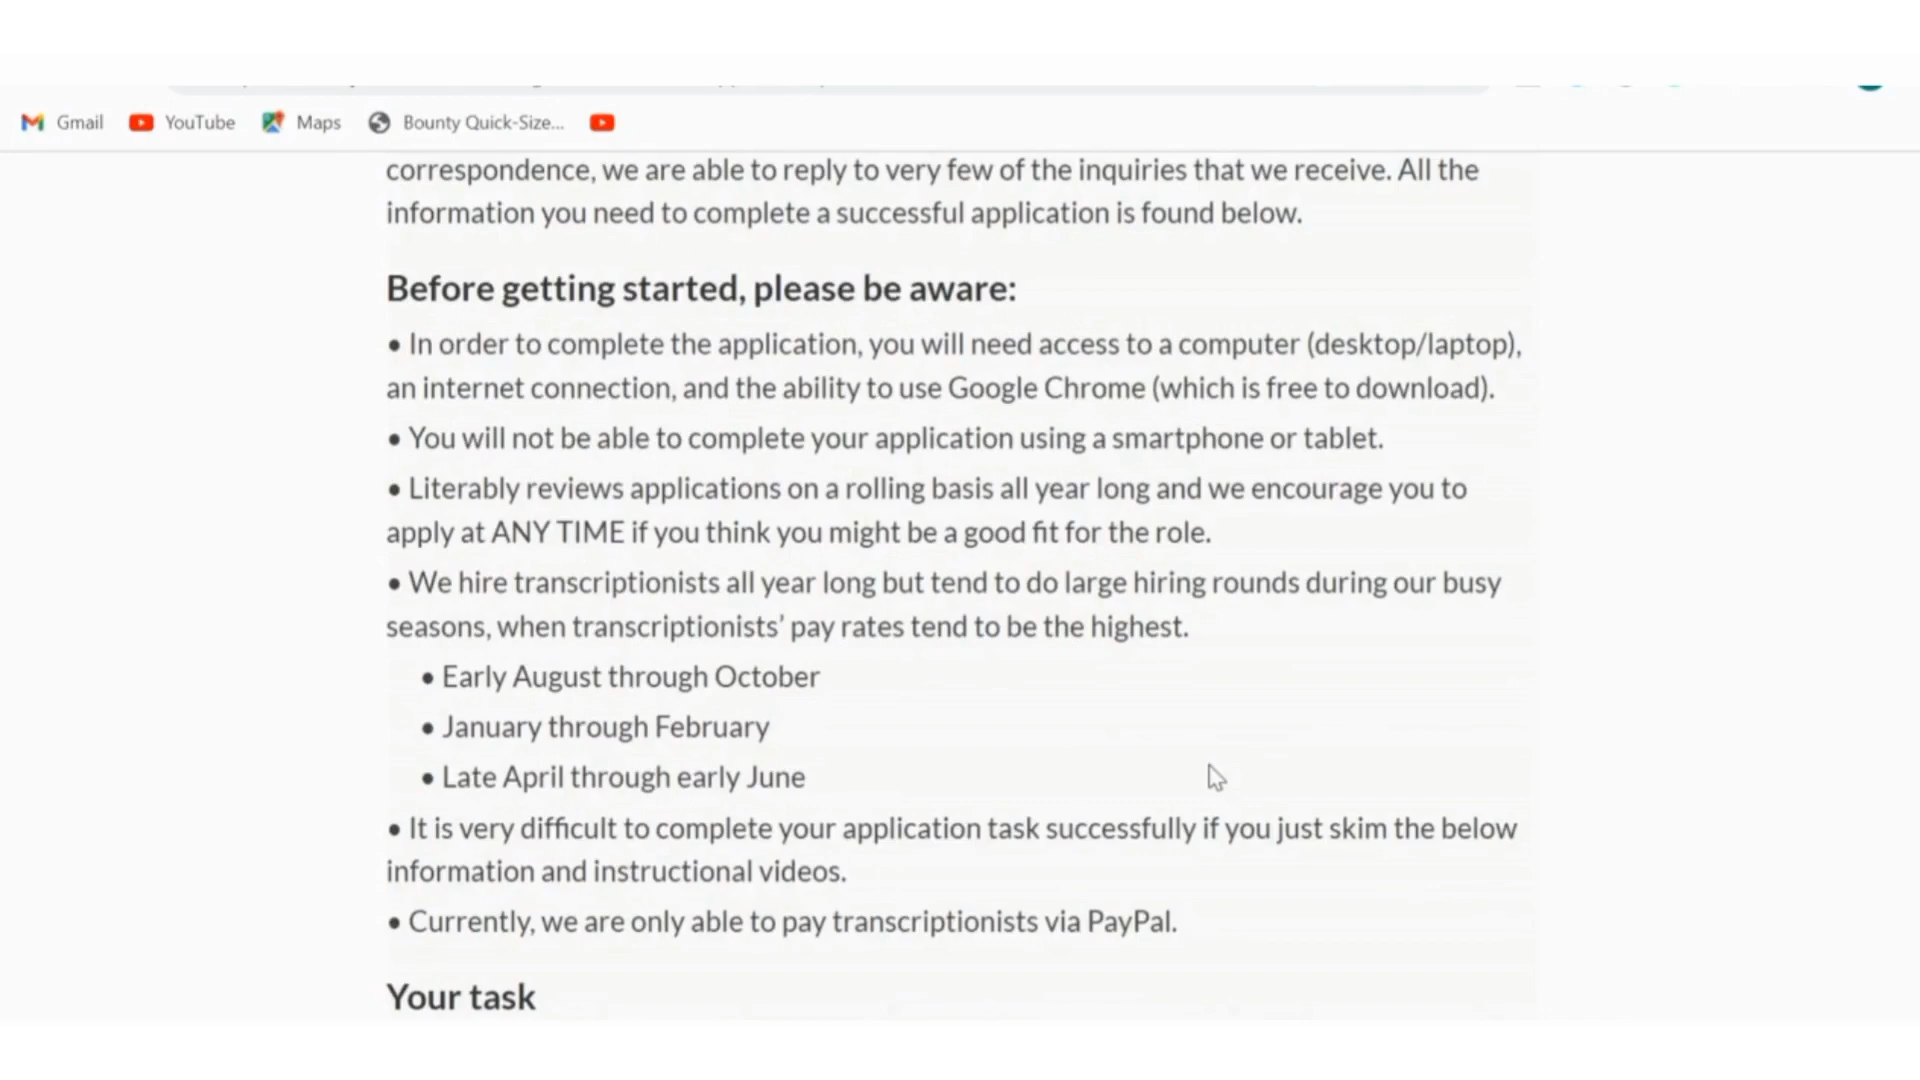 Gmail YouTube Maps Bounty Quick-Size...
correspondence, we are able to reply to very few of the inquiries that we receive. All the
information you need to complete a successful application is found below.
Before getting started, please be aware:
• In order to complete the application, you will need access to a computer (desktop/laptop),
an internet connection, and the ability to use Google Chrome (which is free to download).
• You will not be able to complete your application using a smartphone or tablet.
• Literably reviews applications on a rolling basis all year long and we encourage you to
apply at ANY TIME if you think you might be a good fit for the role.
• We hire transcriptionists all year long but tend to do large hiring rounds during our busy
seasons, when transcriptionists’ pay rates tend to be the highest.
• Early August through October
• January through February
• Late April through early June
• It is very difficult to complete your application task successfully if you just skim the below
information and instructional videos.
• Currently, we are only able to pay transcriptionists via PayPal.
Your task